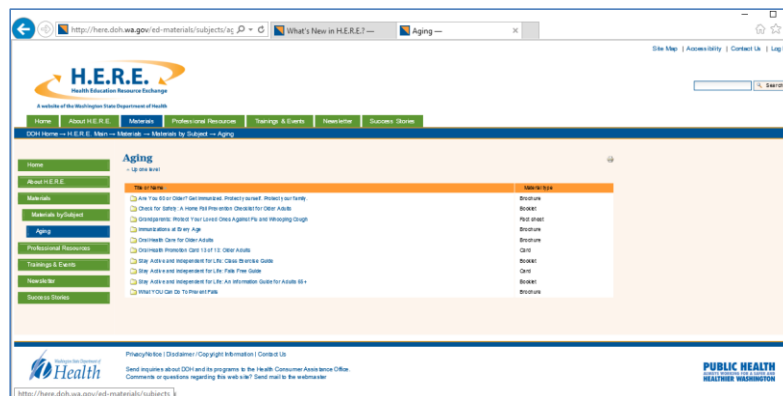 http://here.doh.wa.gov/ed-materials/subjects/ag
What's New in H.E.R.E.? —
Aging —
Site Map | Accessibility | Contact Us | Log
H.E.R.E.
Health Education Resource Exchange
A website of the Washington State Department of Health
Search
Home About H.E.R.E. Materials Professional Resources Trainings & Events Newsletter Success Stories
DOH Home → H.E.R.E. Main → Materials → Materials by Subject → Aging
Home
About H.E.R.E.
Materials
Materials by Subject
Aging
Professional Resources
Trainings & Events
Newsletter
Success Stories
Aging
Up one level
Title or Name Material type
Are You 60 or Older? Get Immunized. Protect yourself. Protect your family Brochure
Check for Safety: A Home Fall Prevention Checklist for Older Adults Booklet
Grandparents: Protect Your Loved Ones Against Flu and Whooping Cough Fact sheet
Immunizations at Every Age Brochure
Oral Health Care for Older Adults Brochure
Oral Health Promotion Card 13 of 13: Older Adults Card
Stay Active and Independent for Life: Class Exercise Guide Booklet
Stay Active and Independent for Life: Falls Free Guide Card
Stay Active and Independent for Life: An Information Guide for Adults 65+ Booklet
What YOU Can Do To Prevent Falls Brochure
Washington State Department of
Health
Privacy Notice | Disclaimer / Copyright Information | Contact Us
Send inquiries about DOH and its programs to the Health Consumer Assistance Office.
Comments or questions regarding this web site? Send mail to the webmaster
PUBLIC HEALTH
ALWAYS WORKING FOR A SAFER AND
HEALTHIER WASHINGTON
http://here.doh.wa.gov/ed-materials/subjects